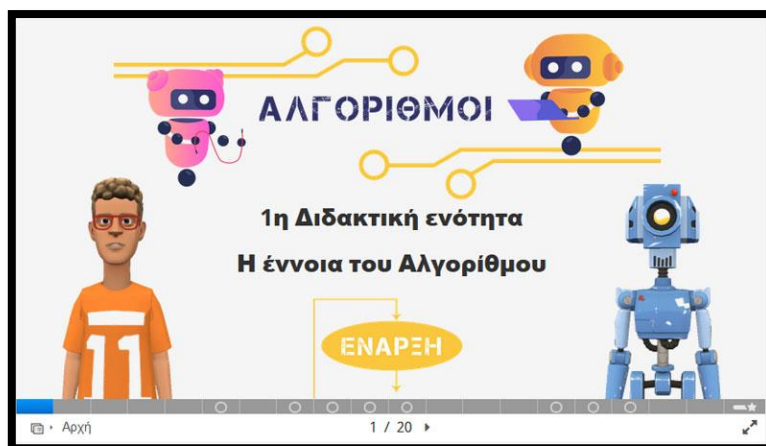 ΑΛΓΟΡΙΘΜΟΙ
1η Διδακτική ενότητα
Η έννοια του Αλγορίθμου
11
ΕΝΑΡΞΗ
Αρχή
1 / 20